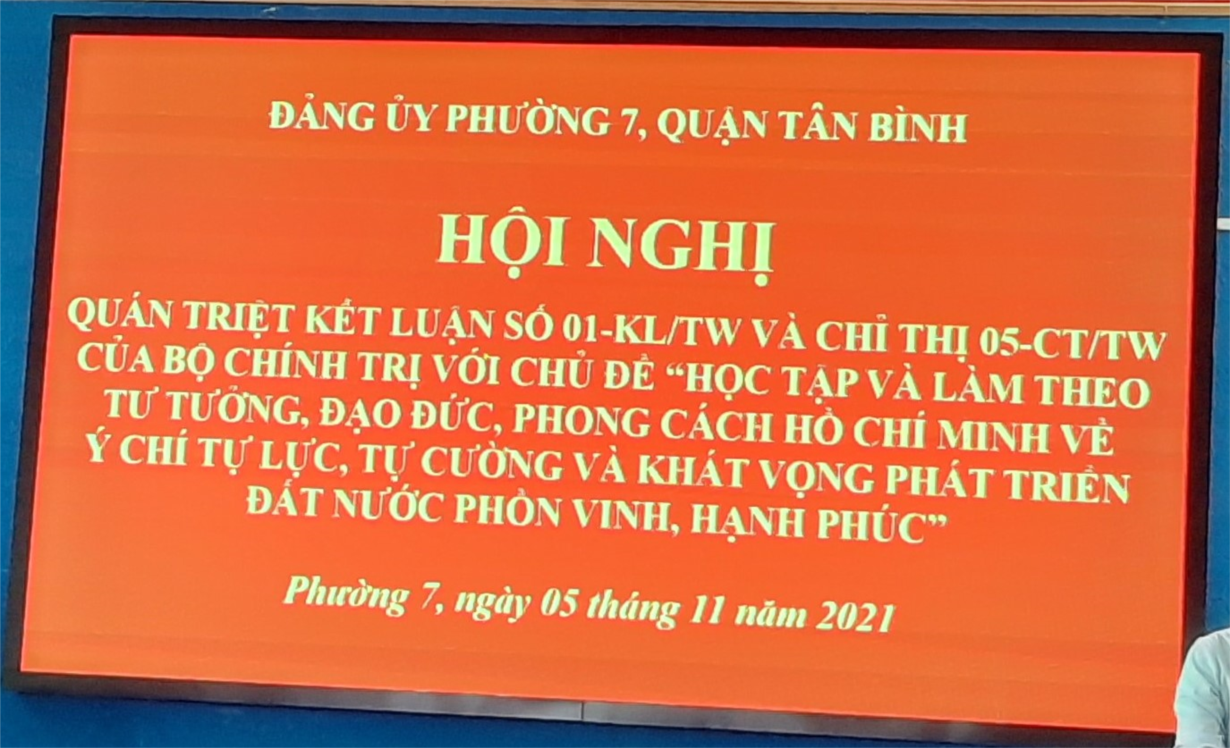 ĐẢNG ỦY PHƯỜNG 7, QUẬN TÂN BÌNH
HỘI NGHỊ
QUÁN TRIỆT KẾT LUẬN SỐ 01-KL/TW VÀ CHỈ THỊ 05-CT/TW
CỦA BỘ CHÍNH TRỊ VỚI CHỦ ĐỀ “HỌC TẬP VÀ LÀM THEO
TƯ TƯỞNG, ĐẠO ĐỨC, PHONG CÁCH HỒ CHÍ MINH VỀ
Ý CHÍ TỰ LỰC, TỰ CƯỜNG VÀ KHÁT VỌNG PHÁT TRIỂN
ĐẤT NƯỚC PHỒN VINH, HẠNH PHÚC”
Phường 7, ngày 05 tháng 11 năm 2021